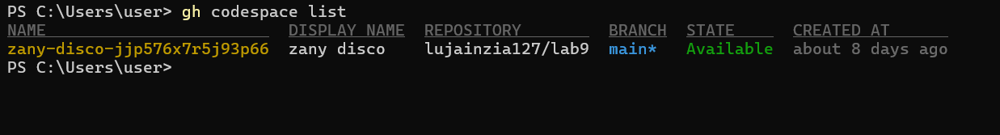 PS C:\Users\user> gh codespace list
NAME DISPLAY NAME REPOSITORY BRANCH STATE CREATED AT
zany-disco-jjp576x7r5j93p66 zany disco lujainzia127/lab9 main* Available about 8 days ago
PS C:\Users\user>